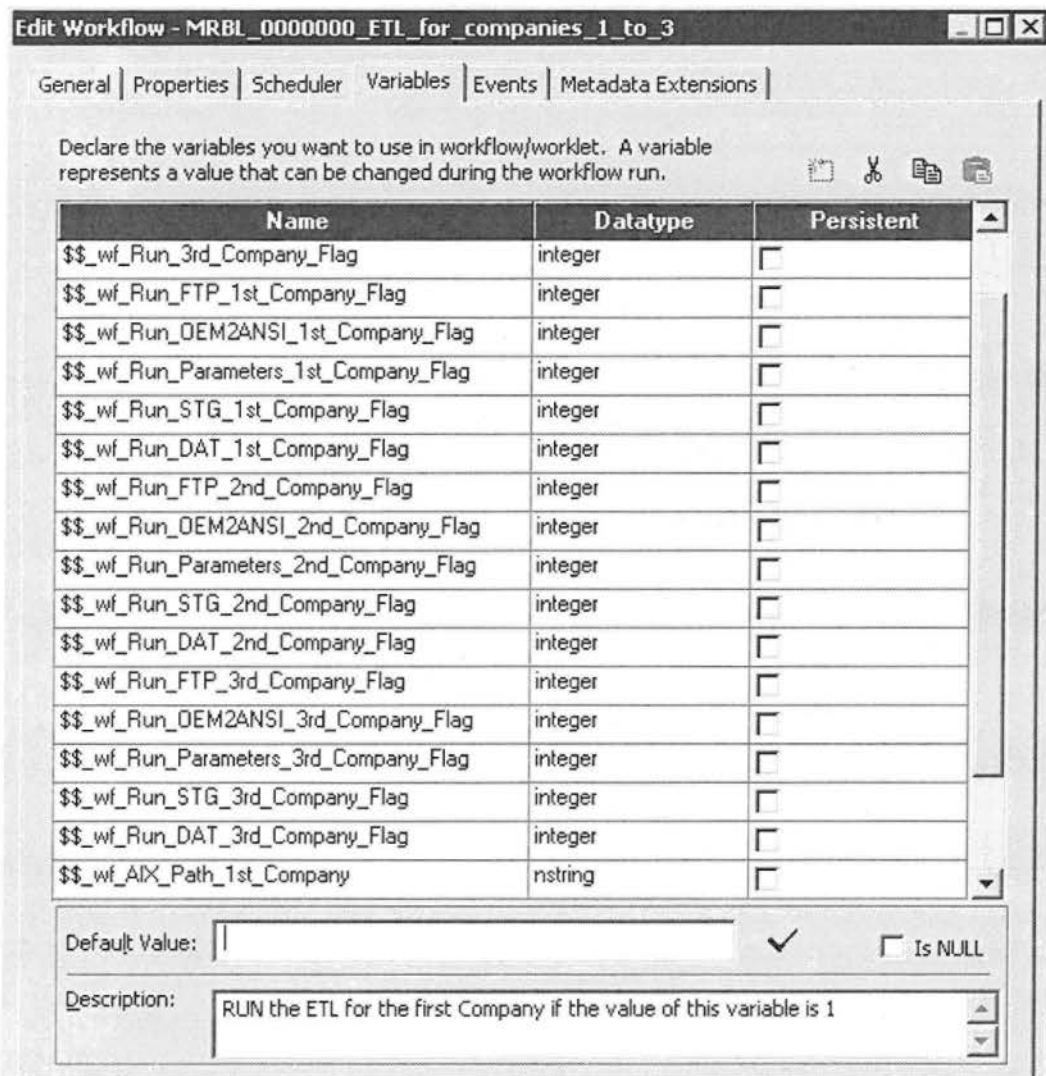 Edit Workflow - MRBL_0000000_ETL_for_companies_1_to_3
General Properties Scheduler Variables Events Metadata Extensions
Declare the variables you want to use in workflow/worklet. A variable
represents a value that can be changed during the workflow run.
Name Datatype Persistent
$$_wf_Run_3rd_Company_Flag integer
$$_wf_Run_FTP_1st_Company_Flag integer
$$_wf_Run_OEM2ANSI_1st_Company_Flag integer
$$_wf_Run_Parameters_1st_Company_Flag integer
$$_wf_Run_STG_1st_Company_Flag integer
$$_wf_Run_DAT_1st_Company_Flag integer
$$_wf_Run_FTP_2nd_Company_Flag integer
$$_wf_Run_OEM2ANSI_2nd_Company_Flag integer
$$_wf_Run_Parameters_2nd_Company_Flag integer
$$_wf_Run_STG_2nd_Company_Flag integer
$$_wf_Run_DAT_2nd_Company_Flag integer
$$_wf_Run_FTP_3rd_Company_Flag integer
$$_wf_Run_OEM2ANSI_3rd_Company_Flag integer
$$_wf_Run_Parameters_3rd_Company_Flag integer
$$_wf_Run_STG_3rd_Company_Flag integer
$$_wf_Run_DAT_3rd_Company_Flag integer
$$_wf_AIX_Path_1st_Company nstring
Default Value: Is NULL
Description: RUN the ETL for the first Company if the value of this variable is 1